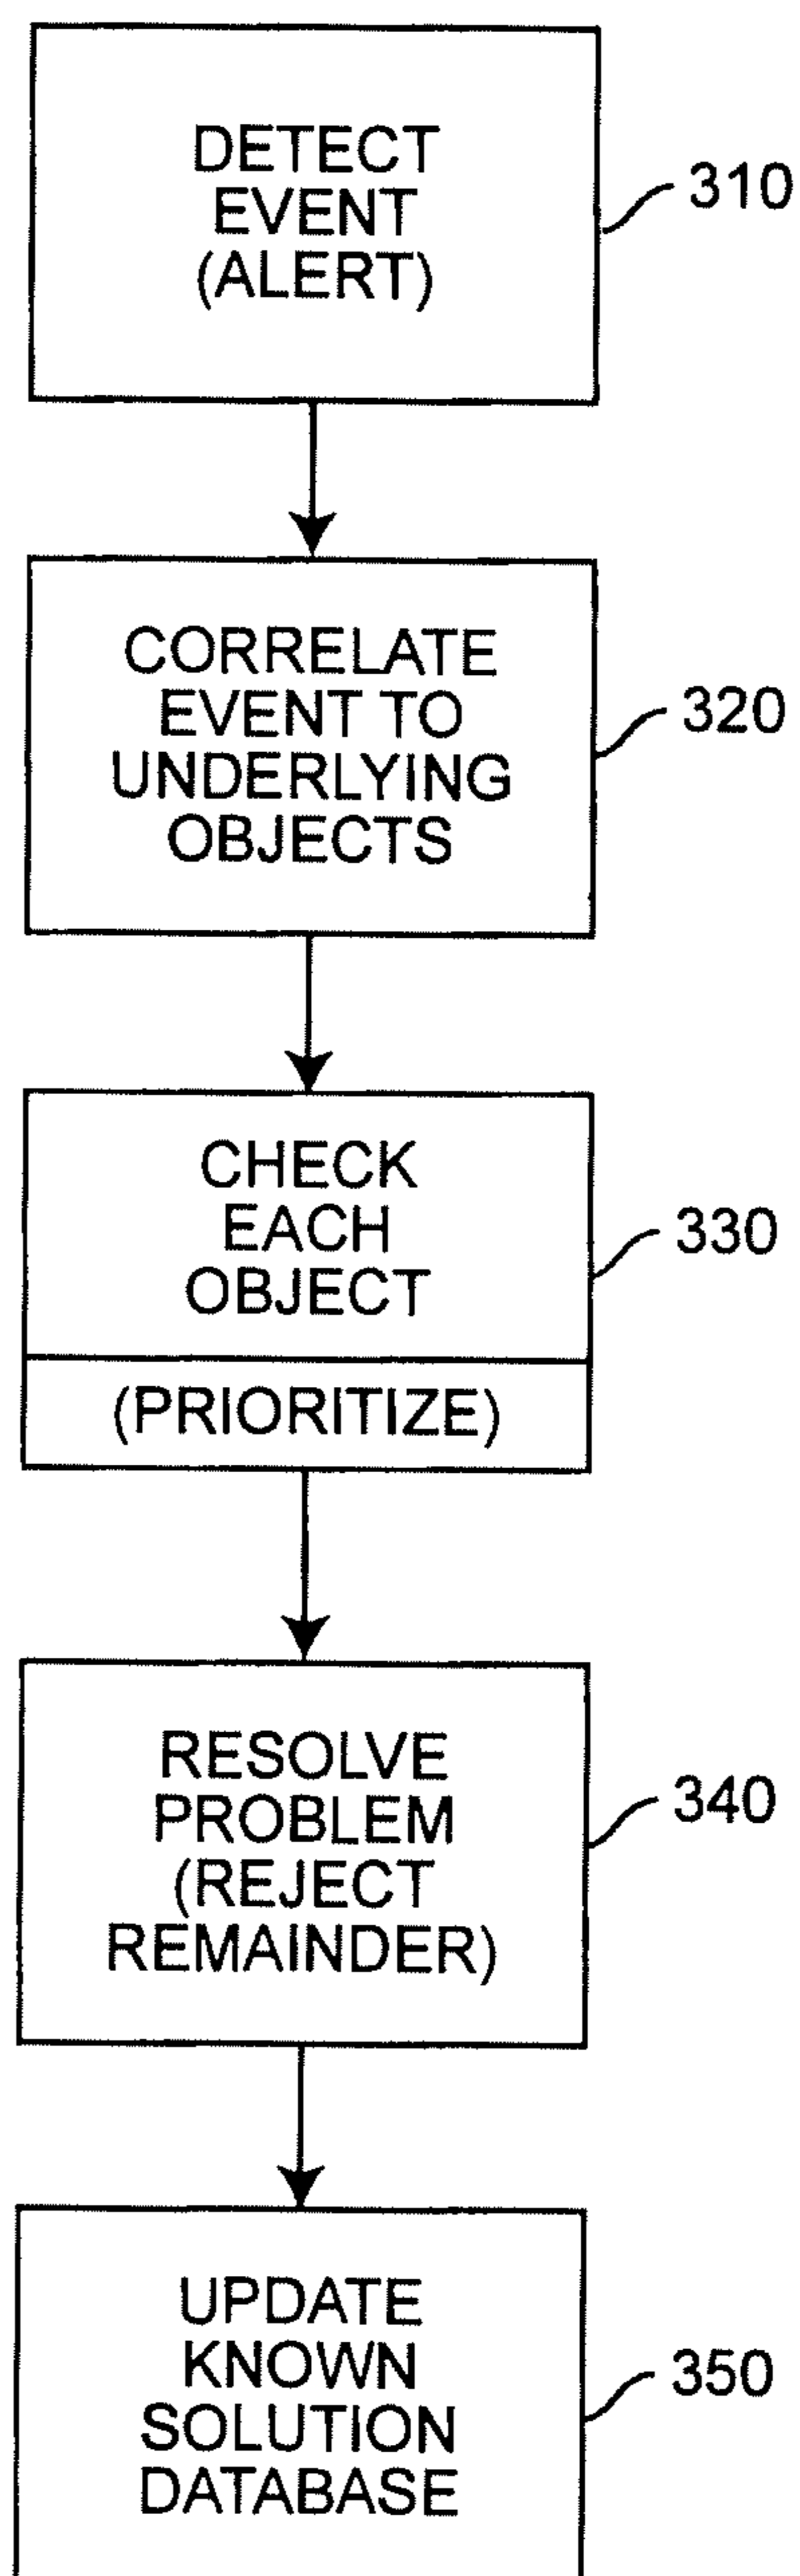 DETECT
EVENT
(ALERT)
310
CORRELATE
EVENT TO
UNDERLYING
OBJECTS
320
CHECK
EACH
OBJECT
330
(PRIORITIZE)
RESOLVE
PROBLEM
(REJECT
REMAINDER)
340
UPDATE
KNOWN
SOLUTION
DATABASE
350